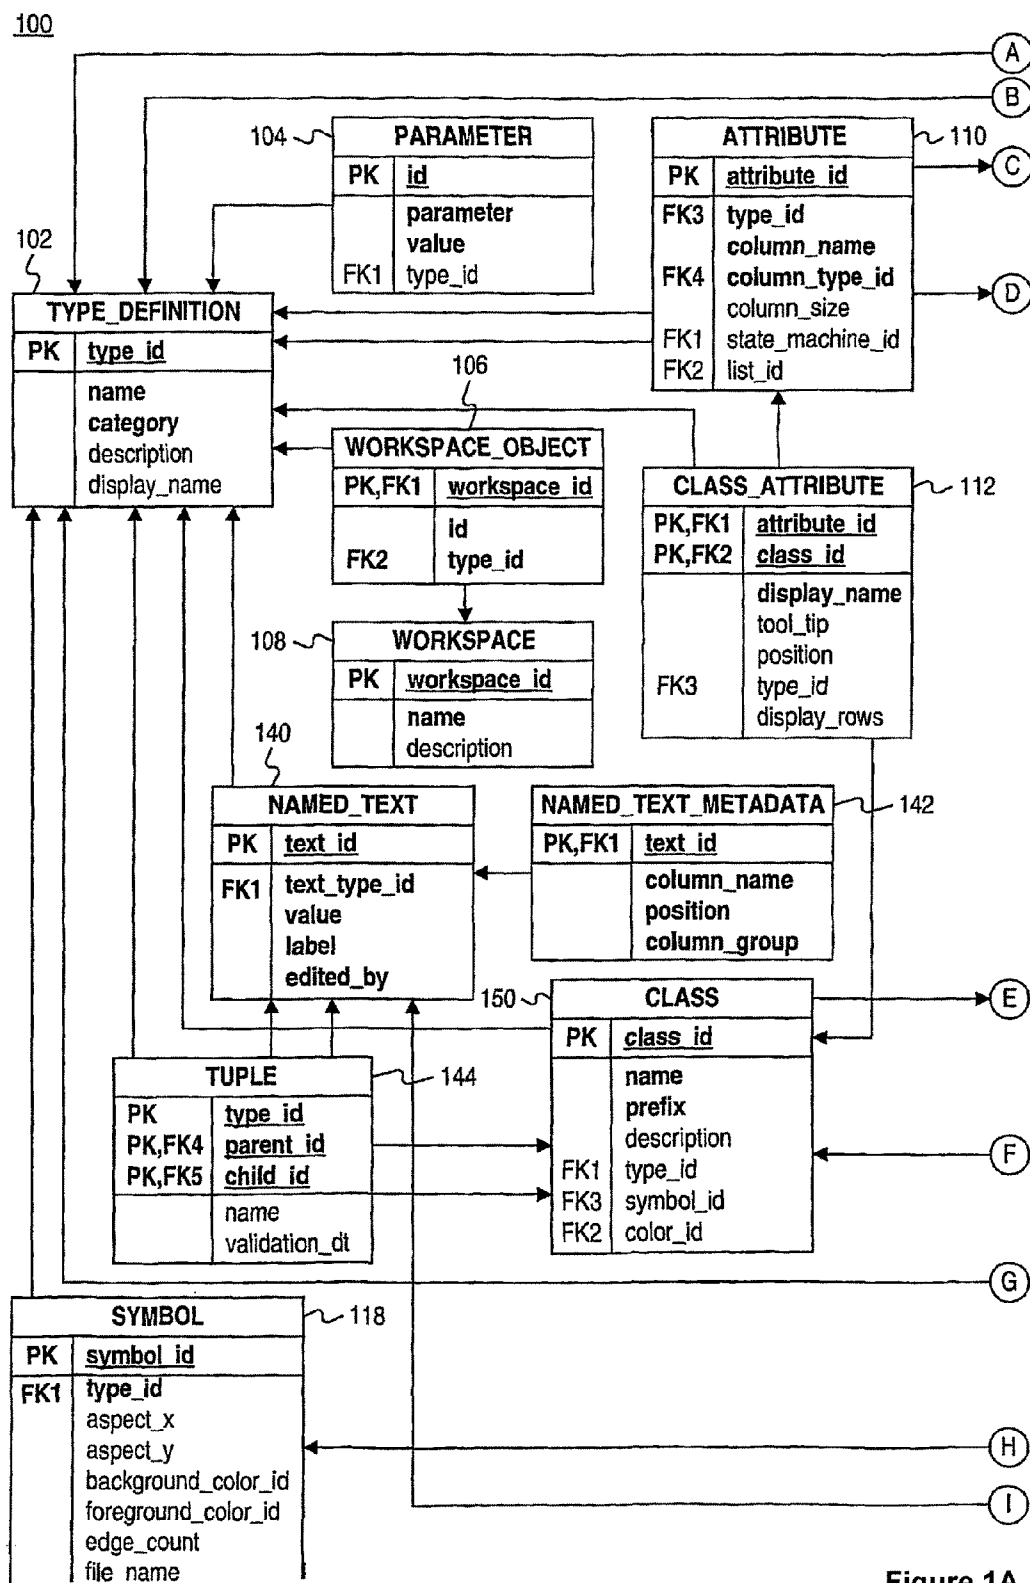 100
A
B
104
PARAMETER
PK id
parameter
value
FK1 type_id
ATTRIBUTE
110
PK attribute_id
FK3 type_id
column_name
FK4 column_type_id
column_size
FK1 state_machine_id
FK2 list_id
C
D
102
TYPE_DEFINITION
PK type_id
name
category
description
display_name
106
WORKSPACE_OBJECT
PK,FK1 workspace_id
id
FK2 type_id
CLASS_ATTRIBUTE
112
PK,FK1 attribute_id
PK,FK2 class_id
display_name
tool_tip
position
FK3 type_id
display_rows
108
WORKSPACE
PK workspace_id
name
description
140
NAMED_TEXT
PK text_id
FK1 text_type_id
value
label
edited_by
NAMED_TEXT_METADATA
142
PK,FK1 text_id
column_name
position
column_group
150
CLASS
PK class_id
name
prefix
description
FK1 type_id
FK3 symbol_id
FK2 color_id
E
F
TUPLE
144
PK type_id
PK,FK4 parent_id
PK,FK5 child_id
name
validation_dt
G
SYMBOL
118
PK symbol_id
FK1 type_id
aspect_x
aspect_y
background_color_id
foreground_color_id
edge_count
file_name
H
I
Figure 1A